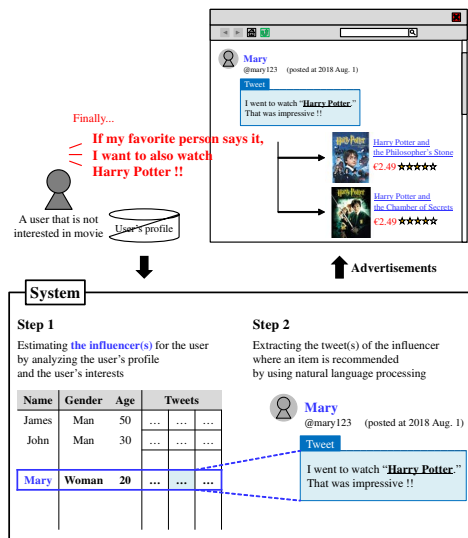 Mary
@mary123 (posted at 2018 Aug. 1)
Tweet
I went to watch “Harry Potter.”
That was impressive !!
Harry Potter and
the Philosopher’s Stone
€2.49 ☆☆☆☆☆
Harry Potter and
the Chamber of Secrets
€2.49 ☆☆☆☆☆
Finally...
If my favorite person says it,
I want to also watch
Harry Potter !!
A user that is not
interested in movie
User’s profile
Advertisements
System
Step 1
Estimating the influencer(s) for the user
by analyzing the user’s profile
and the user’s interests
Name Gender Age Tweets
James Man 50 … … …
John Man 30 … … …
Mary Woman 20 … … …
Step 2
Extracting the tweet(s) of the influencer
where an item is recommended
by using natural language processing
Mary
@mary123 (posted at 2018 Aug. 1)
Tweet
I went to watch “Harry Potter.”
That was impressive !!